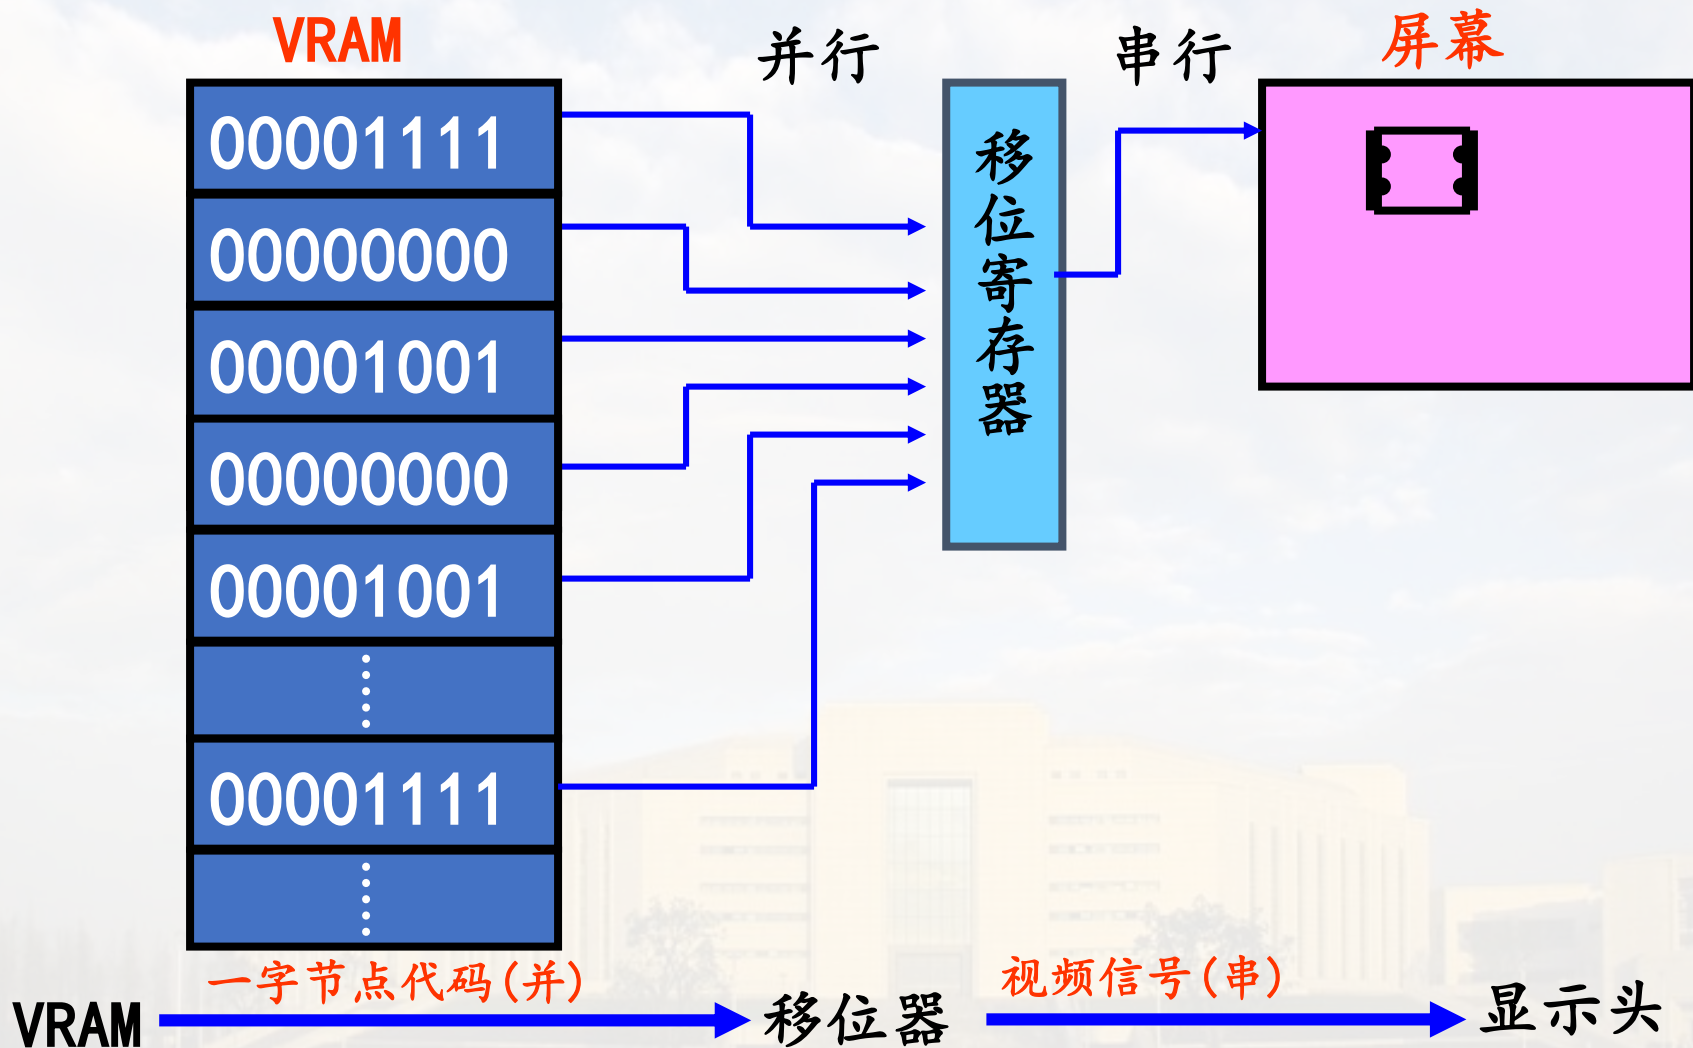 VRAM
并行
串行
屏幕
00001111
00000000
00001001
00000000
00001001
00001111
移位寄存器
一字节点代码(并)
视频信号(串)
VRAM
移位器
显示头